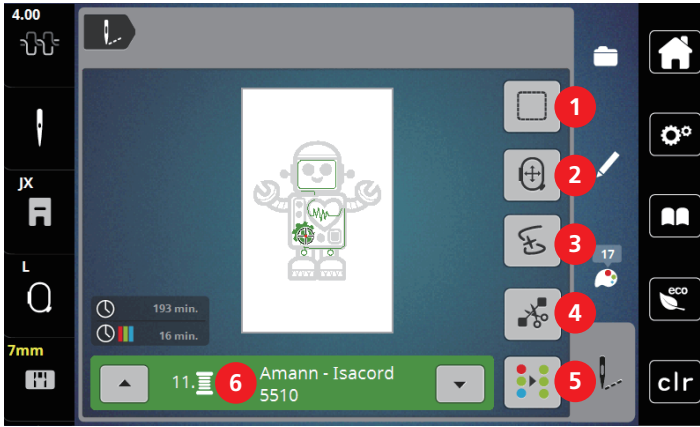 4.00
JX
L
7mm
193 min.
16 min.
11.
Amann - Isacord
5510
1
2
3
4
5
6
17
eco
clr